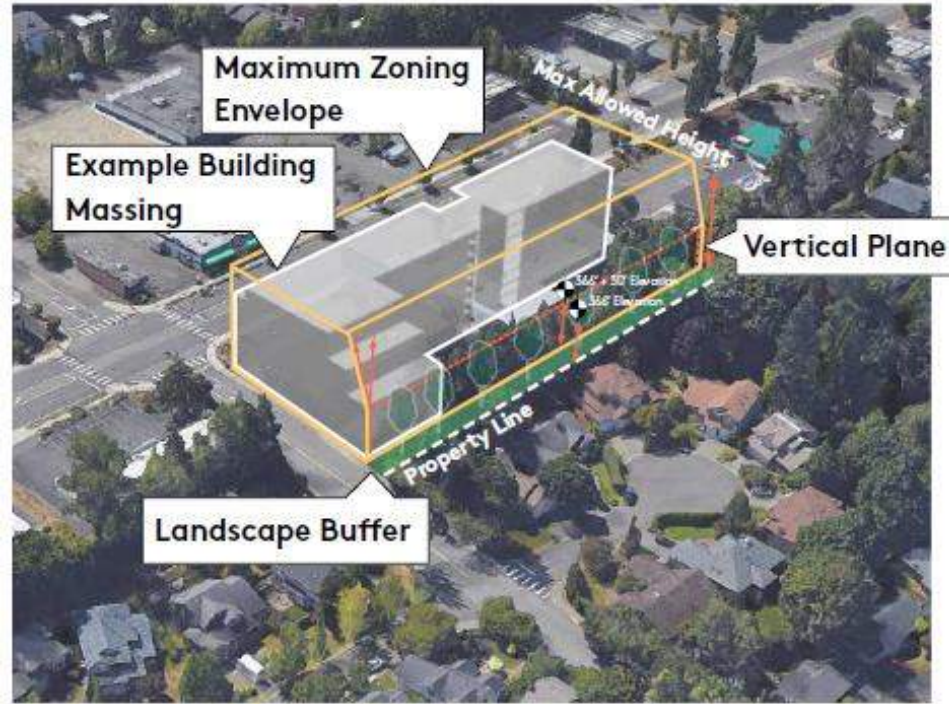 Maximum Zoning
Envelope
Max Allowed Height
Example Building
Massing
Vertical Plane
366' + 30' Elevation
366' Elevation
Property Line
Landscape Buffer